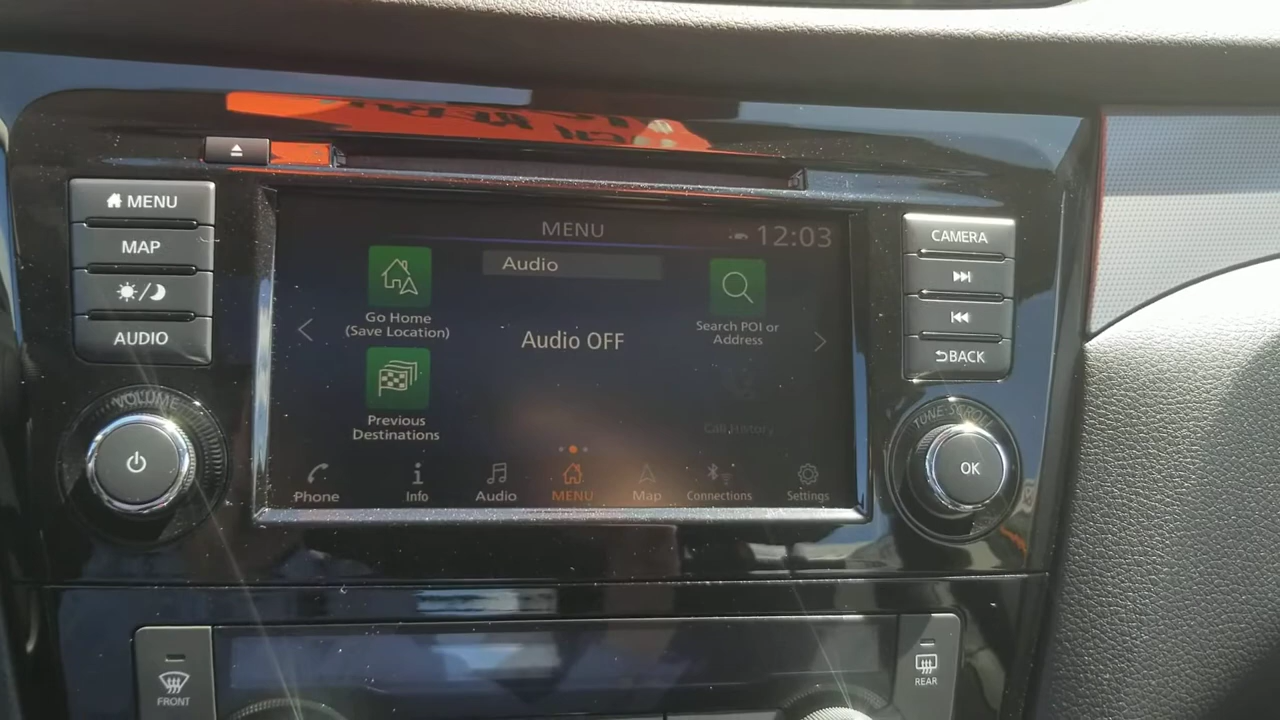 MENU
MAP
AUDIO
VOLUME
MENU
12:03
Go Home
(Save Location)
Audio
Audio OFF
Search POI or
Address
Previous
Destinations
Call History
Phone
Info
Audio
MENU
Map
Connections
Settings
CAMERA
BACK
TUNE·SCROLL
OK
FRONT
REAR